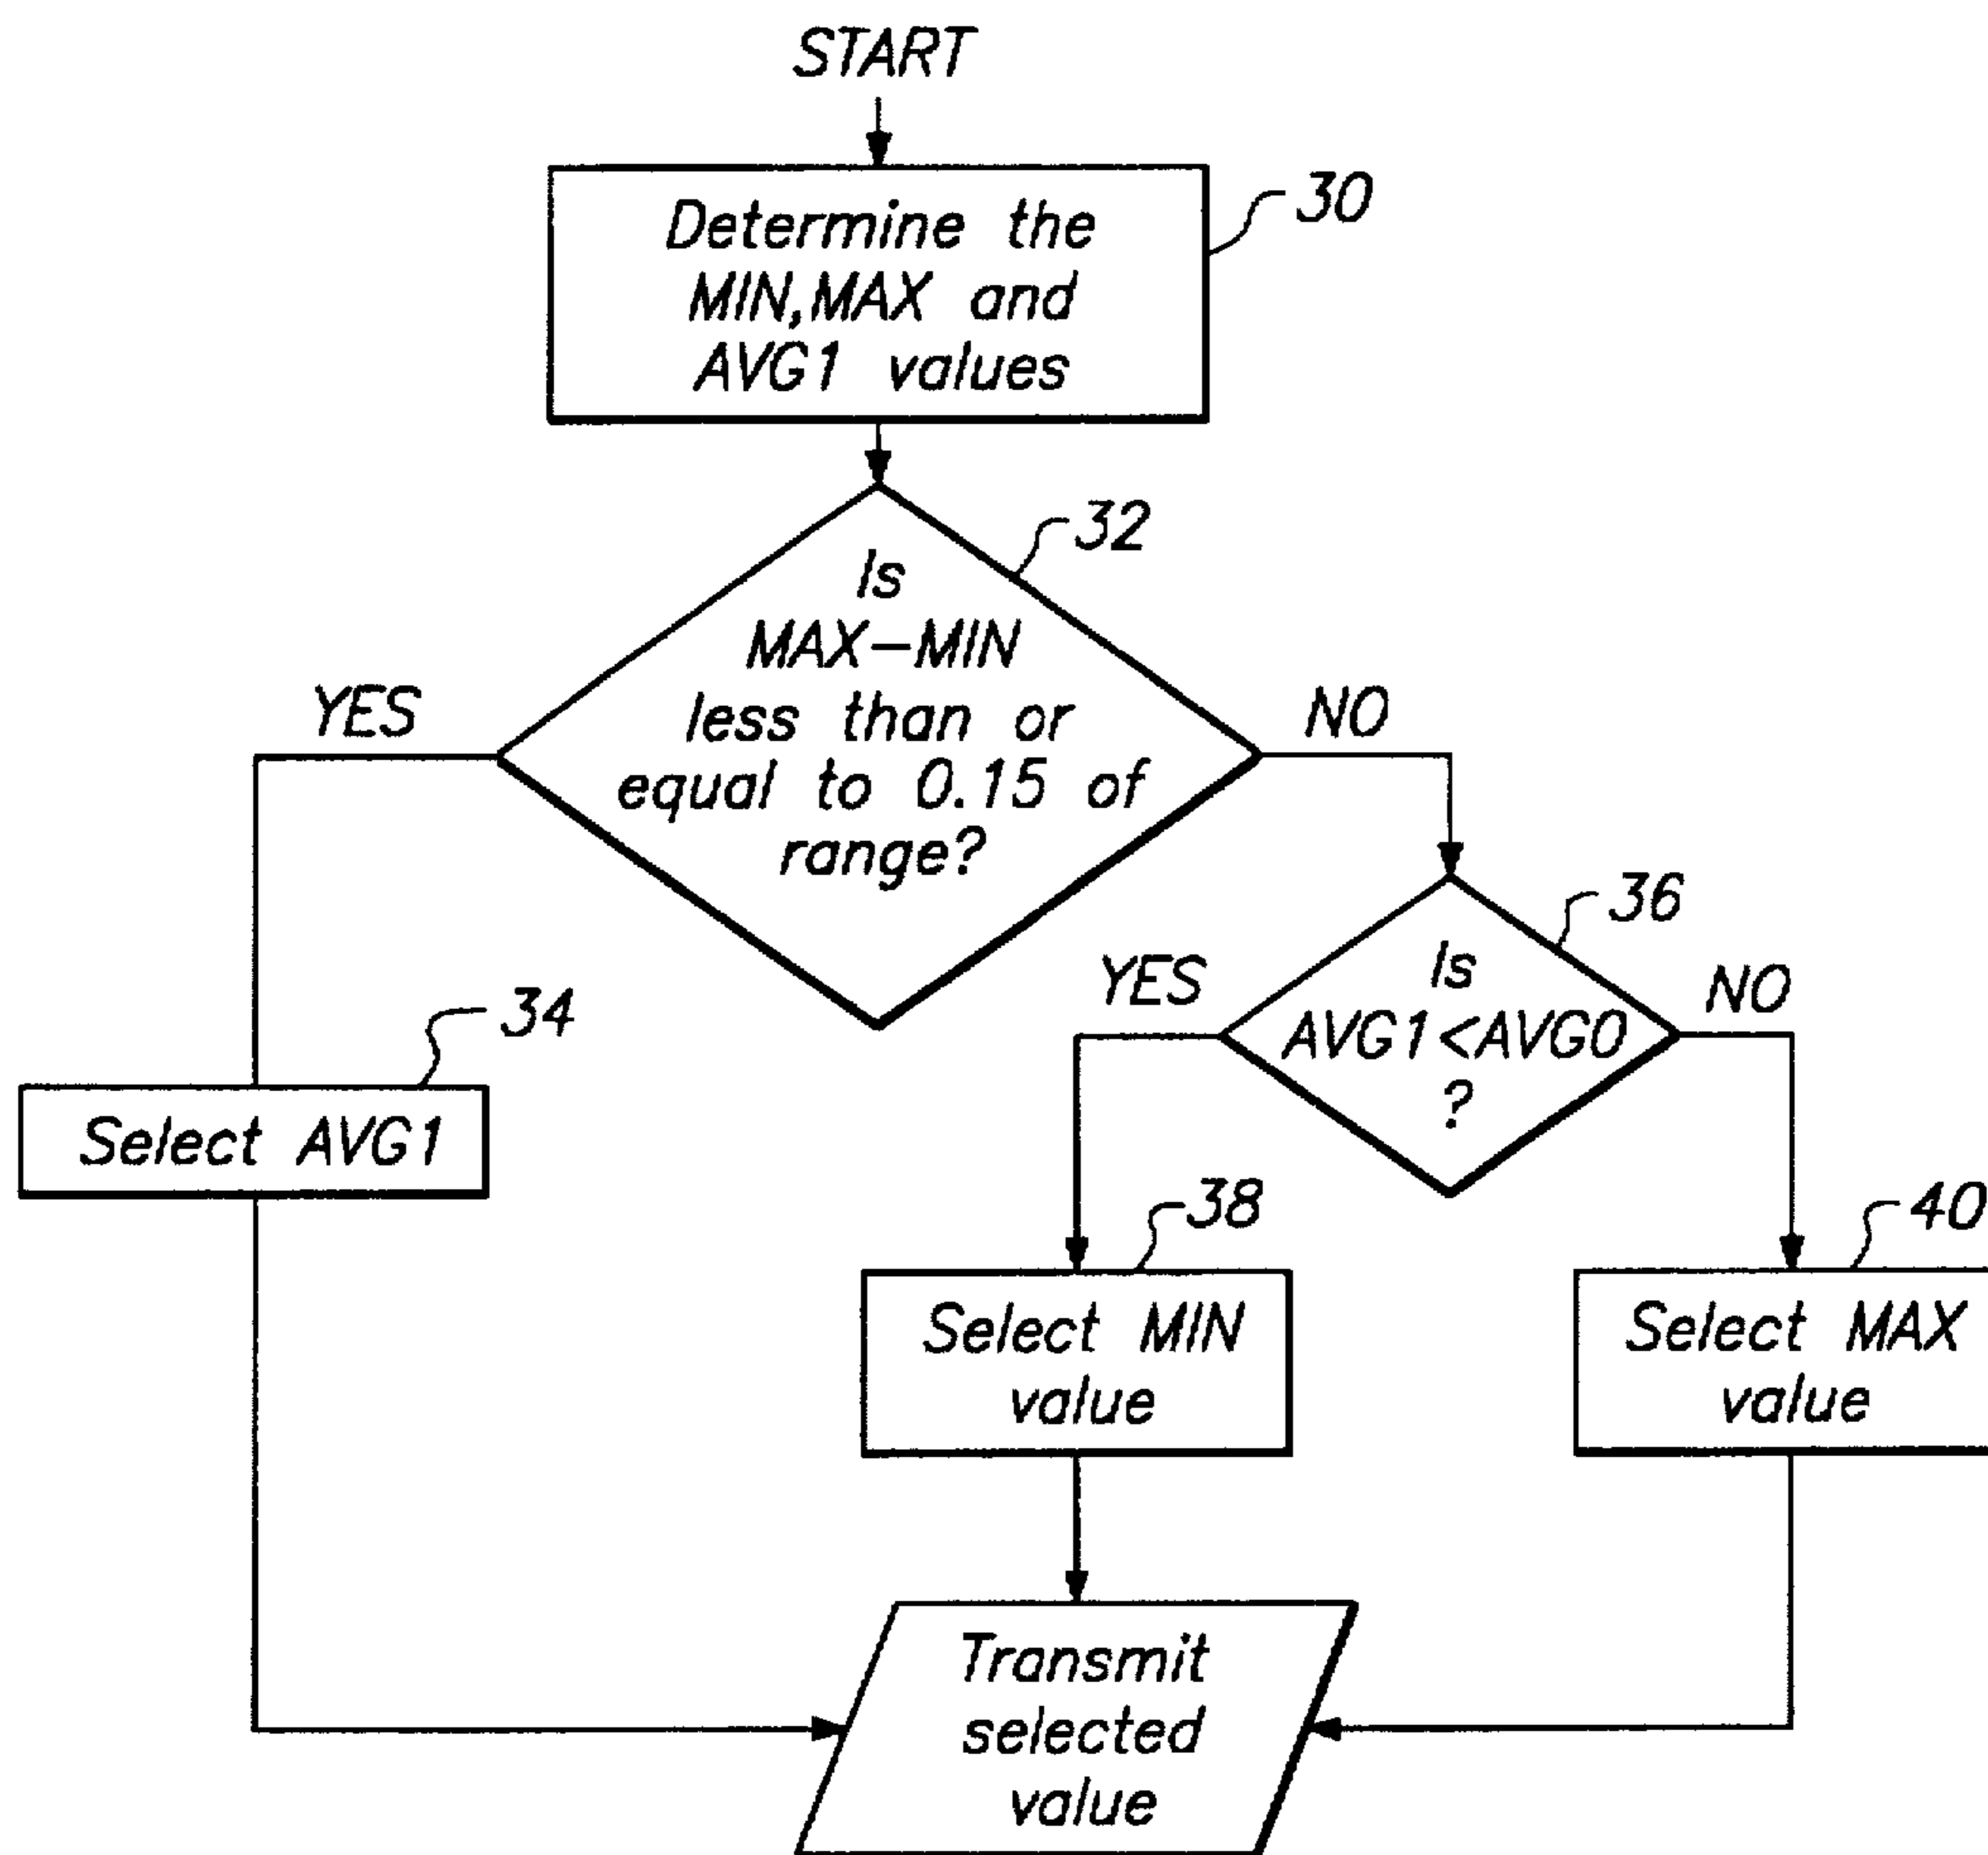 START
Determine the
MIN,MAX and
AVG1 values
30
32
Is
MAX–MIN
less than or
equal to 0.15 of
range?
YES
NO
36
Is
AVG1<AVG0
?
YES
NO
34
Select AVG1
38
Select MIN
value
40
Select MAX
value
Transmit
selected
value